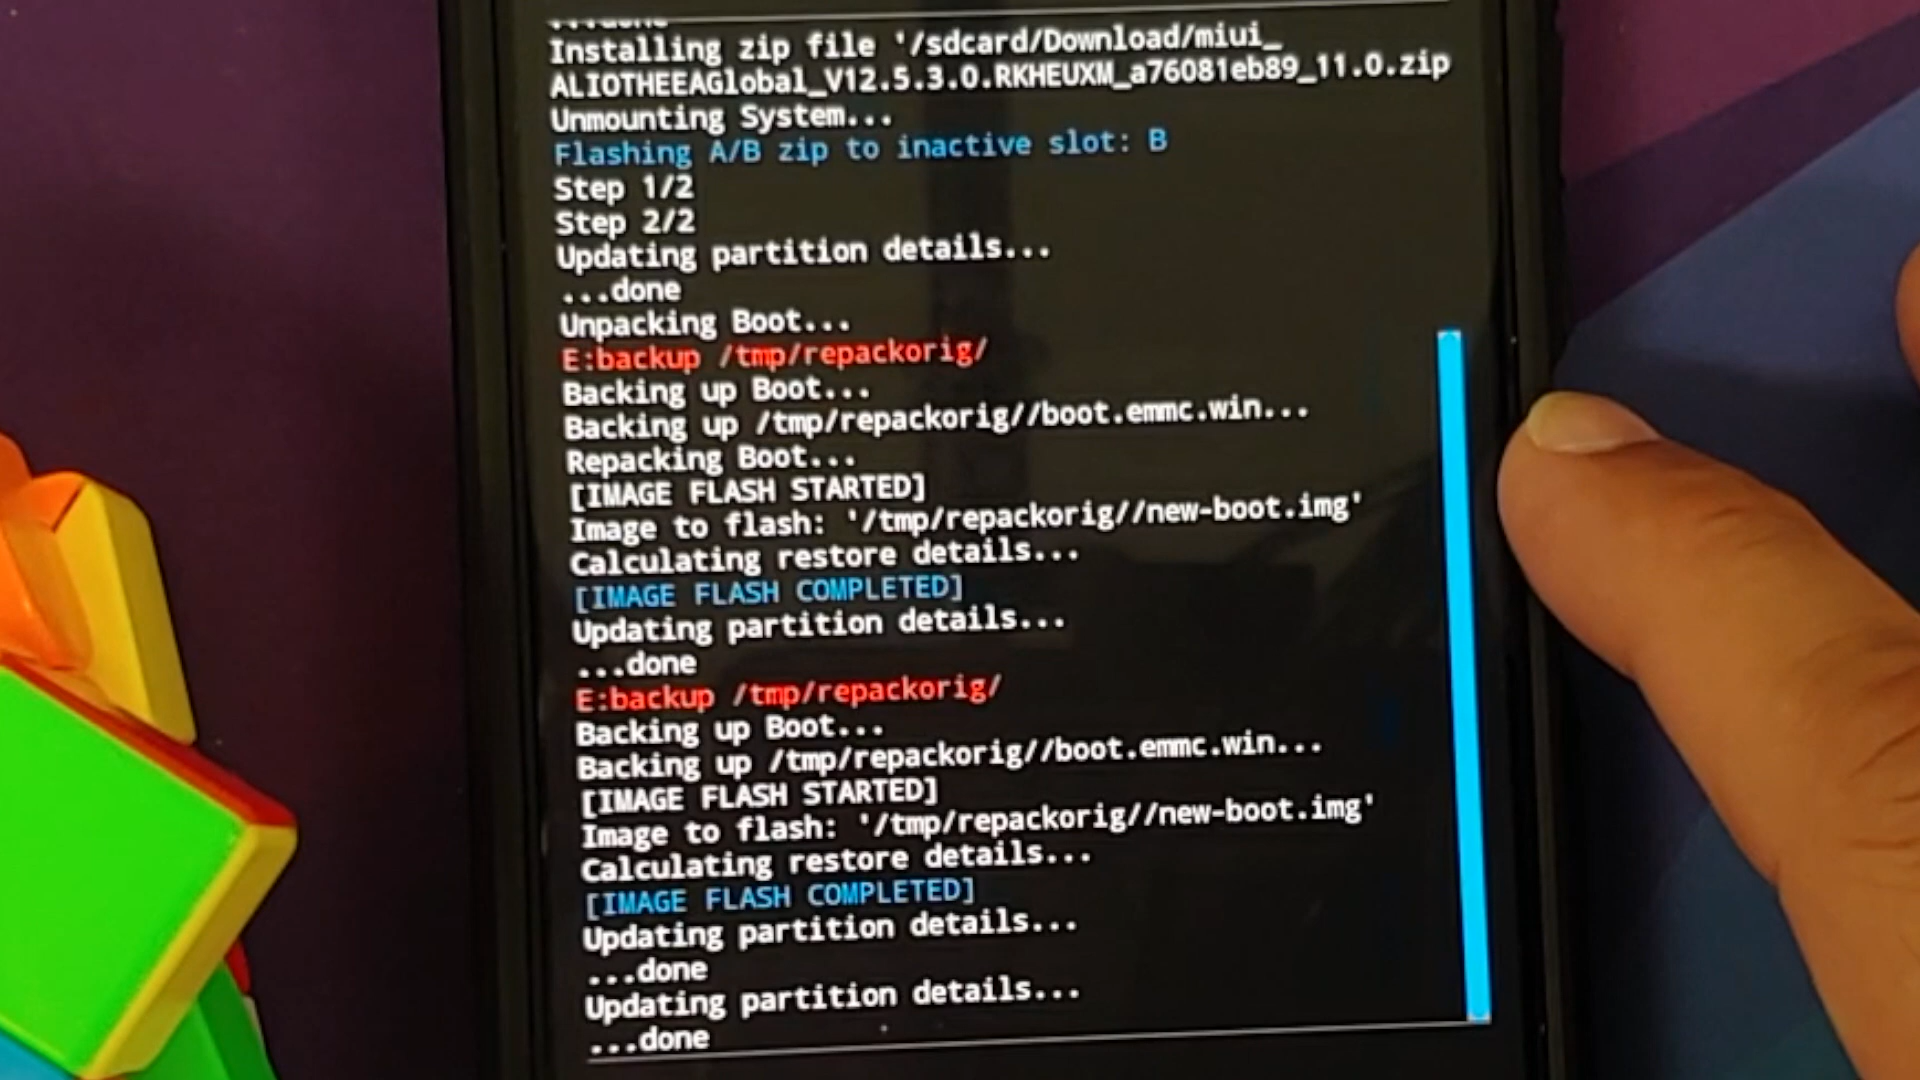 ...done
Installing zip file '/sdcard/Download/miui_
ALIOTHEEAGlobal_V12.5.3.0.RKHEUXM_a76081eb89_11.0.zip
Unmounting System...
Flashing A/B zip to inactive slot: B
Step 1/2
Step 2/2
Updating partition details...
...done
Unpacking Boot...
E:backup /tmp/repackorig/
Backing up Boot...
Backing up /tmp/repackorig//boot.emmc.win...
Repacking Boot...
[IMAGE FLASH STARTED]
Image to flash: '/tmp/repackorig//new-boot.img'
Calculating restore details...
[IMAGE FLASH COMPLETED]
Updating partition details...
...done
E:backup /tmp/repackorig/
Backing up Boot...
Backing up /tmp/repackorig//boot.emmc.win...
[IMAGE FLASH STARTED]
Image to flash: '/tmp/repackorig//new-boot.img'
Calculating restore details...
[IMAGE FLASH COMPLETED]
Updating partition details...
...done
Updating partition details...
...done